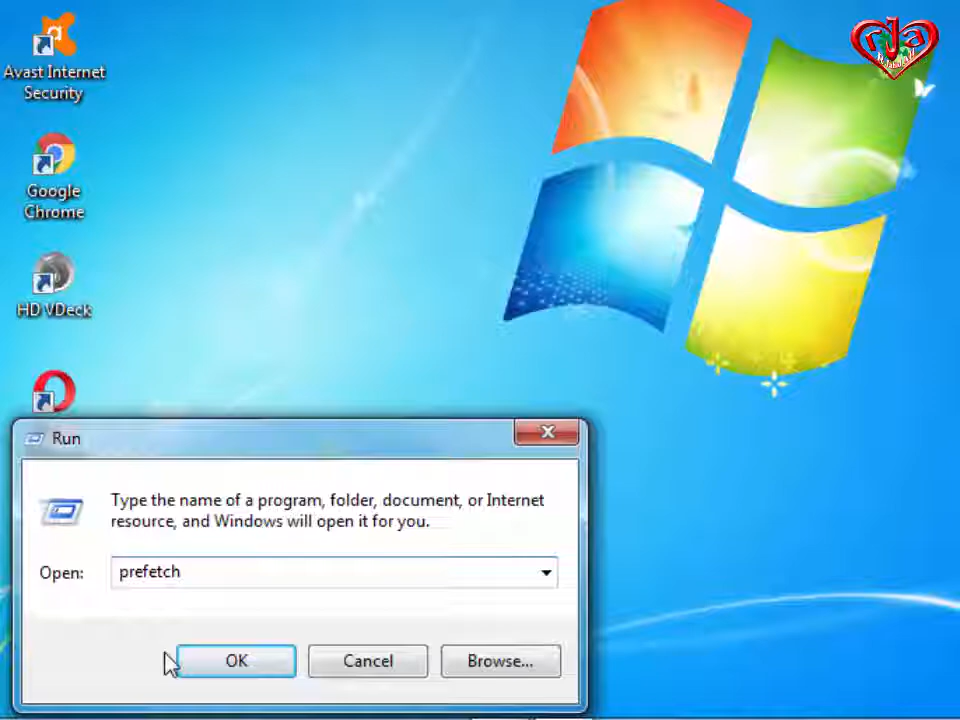 Avast Internet
Security
Google
Chrome
HD VDeck
Run
Type the name of a program, folder, document, or Internet
resource, and Windows will open it for you.
Open:
prefetch
OK
Cancel
Browse...
rja